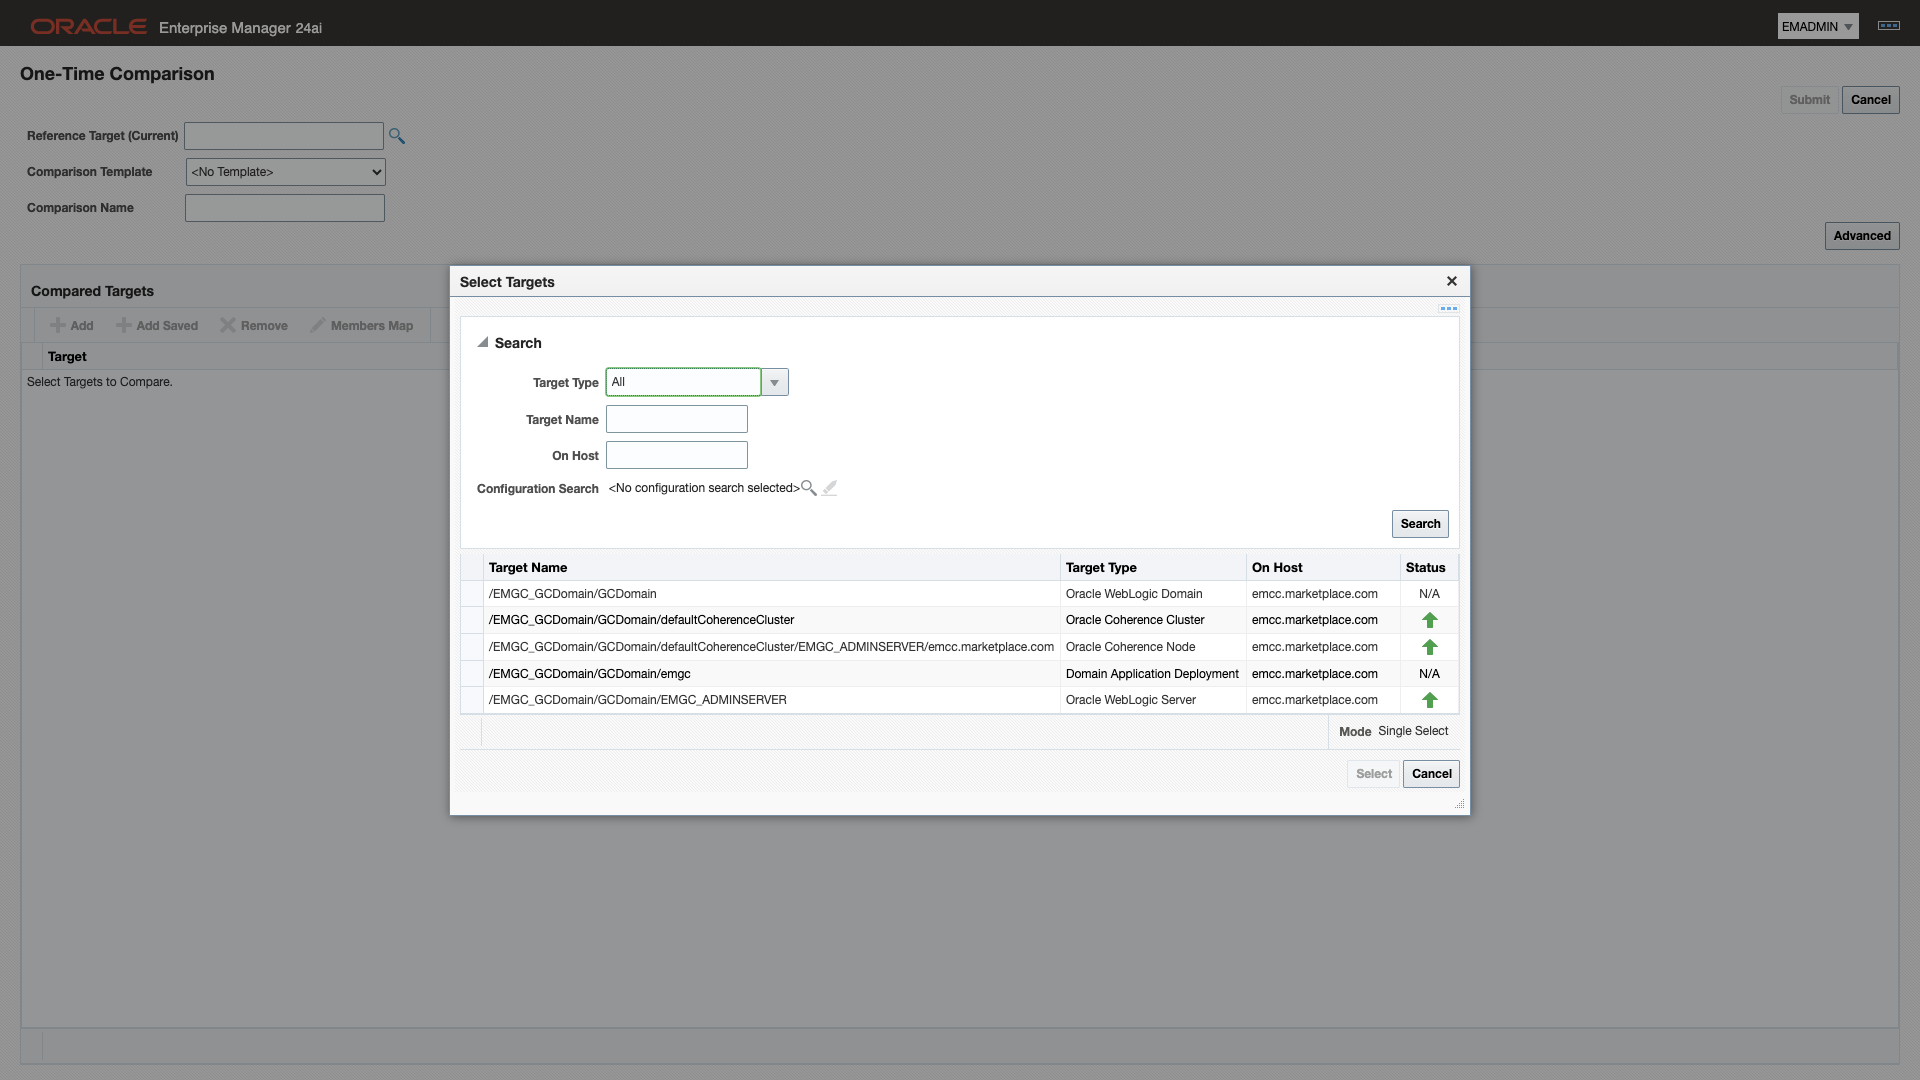 ORACLE Enterprise Manager 24ai
EMADMIN
One-Time Comparison
Submit Cancel
Reference Target (Current)
Comparison Template <No Template>
Comparison Name
Advanced
Compared Targets
Add Add Saved Remove Members Map
Target
Select Targets to Compare.
Select Targets
Search
Target Type All
Target Name
On Host
Configuration Search <No configuration search selected>
Search
Target Name Target Type On Host Status
/EMGC_GCDomain/GCDomain Oracle WebLogic Domain emcc.marketplace.com N/A
/EMGC_GCDomain/GCDomain/defaultCoherenceCluster Oracle Coherence Cluster emcc.marketplace.com
/EMGC_GCDomain/GCDomain/defaultCoherenceCluster/EMGC_ADMINSERVER/emcc.marketplace.com Oracle Coherence Node emcc.marketplace.com
/EMGC_GCDomain/GCDomain/emgc Domain Application Deployment emcc.marketplace.com N/A
/EMGC_GCDomain/GCDomain/EMGC_ADMINSERVER Oracle WebLogic Server emcc.marketplace.com
Mode Single Select
Select Cancel